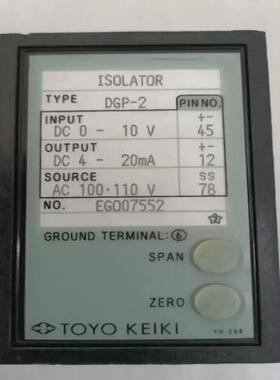 ISOLATOR
TYPE DGP-2 PIN NO.
INPUT + -
DC 0 - 10 V 45
OUTPUT + -
DC 4 - 20mA 12
SOURCE SS
AC 100·110 V 78
NO. EG007552
GROUND TERMINAL: ⑥
SPAN
ZERO
TOYO KEIKI